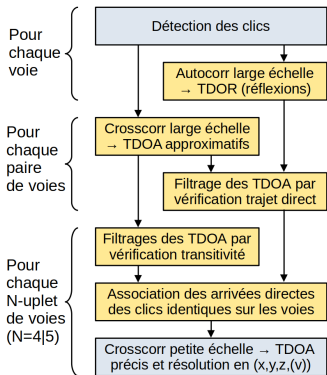 Détection des clics
Pour
chaque
voie
Autocorr large échelle
→ TDOR (réflexions)
Pour
chaque
paire
de voies
Crosscorr large échelle
→ TDOA approximatifs
Filtrage des TDOA par
vérification trajet direct
Pour
chaque
N-uplet
de voies
(N=4|5)
Filtrages des TDOA par
vérification transitivité
Association des arrivées directes
des clics identiques sur les voies
Crosscorr petite échelle → TDOA
précis et résolution en (x,y,z,(v))